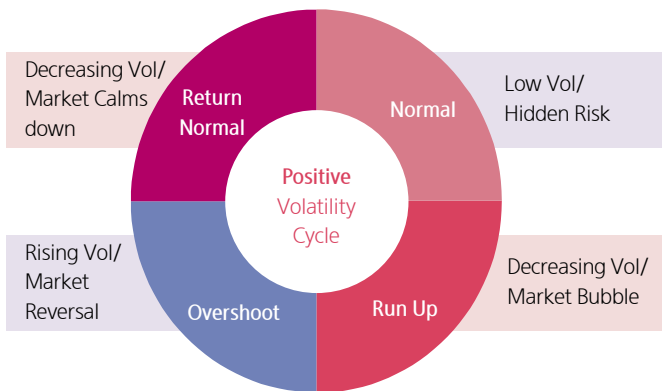 Decreasing Vol/
Market Calms
down
Return
Normal
Normal
Low Vol/
Hidden Risk
Positive
Volatility
Cycle
Rising Vol/
Market
Reversal
Overshoot
Run Up
Decreasing Vol/
Market Bubble